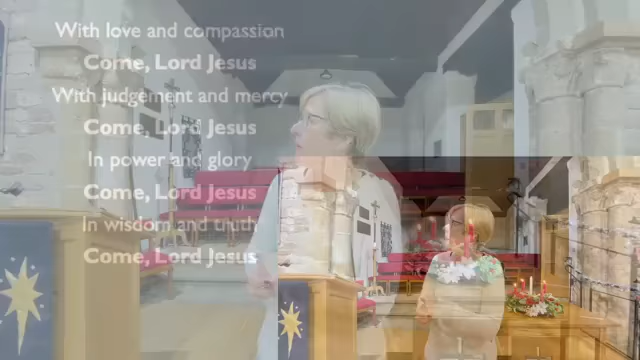 With love and compassion
Come, Lord Jesus
With judgement and mercy
Come, Lord Jesus
In power and glory
Come, Lord Jesus
In wisdom and truth
Come, Lord Jesus